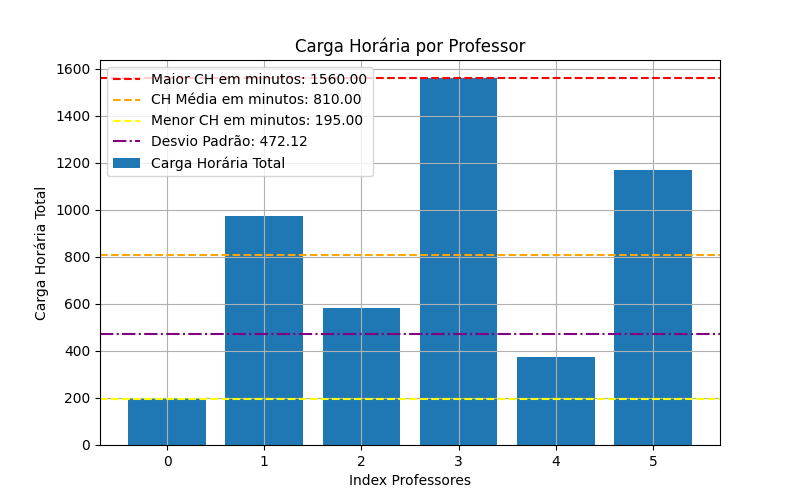 Carga Horária por Professor
Maior CH em minutos: 1560.00
CH Média em minutos: 810.00
Menor CH em minutos: 195.00
Desvio Padrão: 472.12
Carga Horária Total
Carga Horária Total
1600
1400
1200
1000
800
600
400
200
0
0 1 2 3 4 5
Index Professores